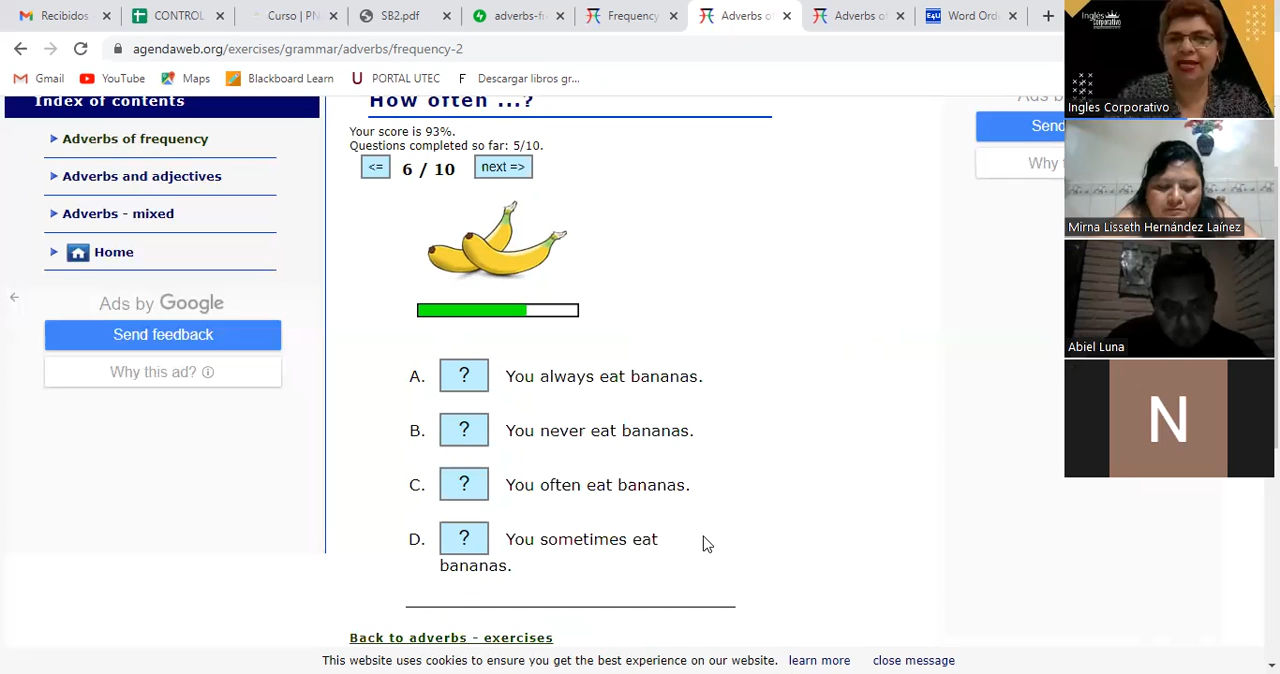 Recibidos
CONTROL
Curso | PN
SB2.pdf
adverbs-fr
Frequency
Adverbs o
Adverbs of
E4U
Word Ord
agendaweb.org/exercises/grammar/adverbs/frequency-2
Gmail
YouTube
Maps
Blackboard Learn
PORTAL UTEC
Descargar libros gr...
Index of contents
Adverbs of frequency
Adverbs and adjectives
Adverbs - mixed
Home
Ads by Google
Send feedback
Why this ad?
How often ...?
Your score is 93%.
Questions completed so far: 5/10.
<=
6 / 10
next =>
A. ? You always eat bananas.
B. ? You never eat bananas.
C. ? You often eat bananas.
D. ? You sometimes eat
bananas.
Back to adverbs - exercises
This website uses cookies to ensure you get the best experience on our website. learn more close message
Ads b
Send
Why t
Inglés
corporativo
Ingles Corporativo
Mirna Lisseth Hernández Laínez
Abiel Luna
N